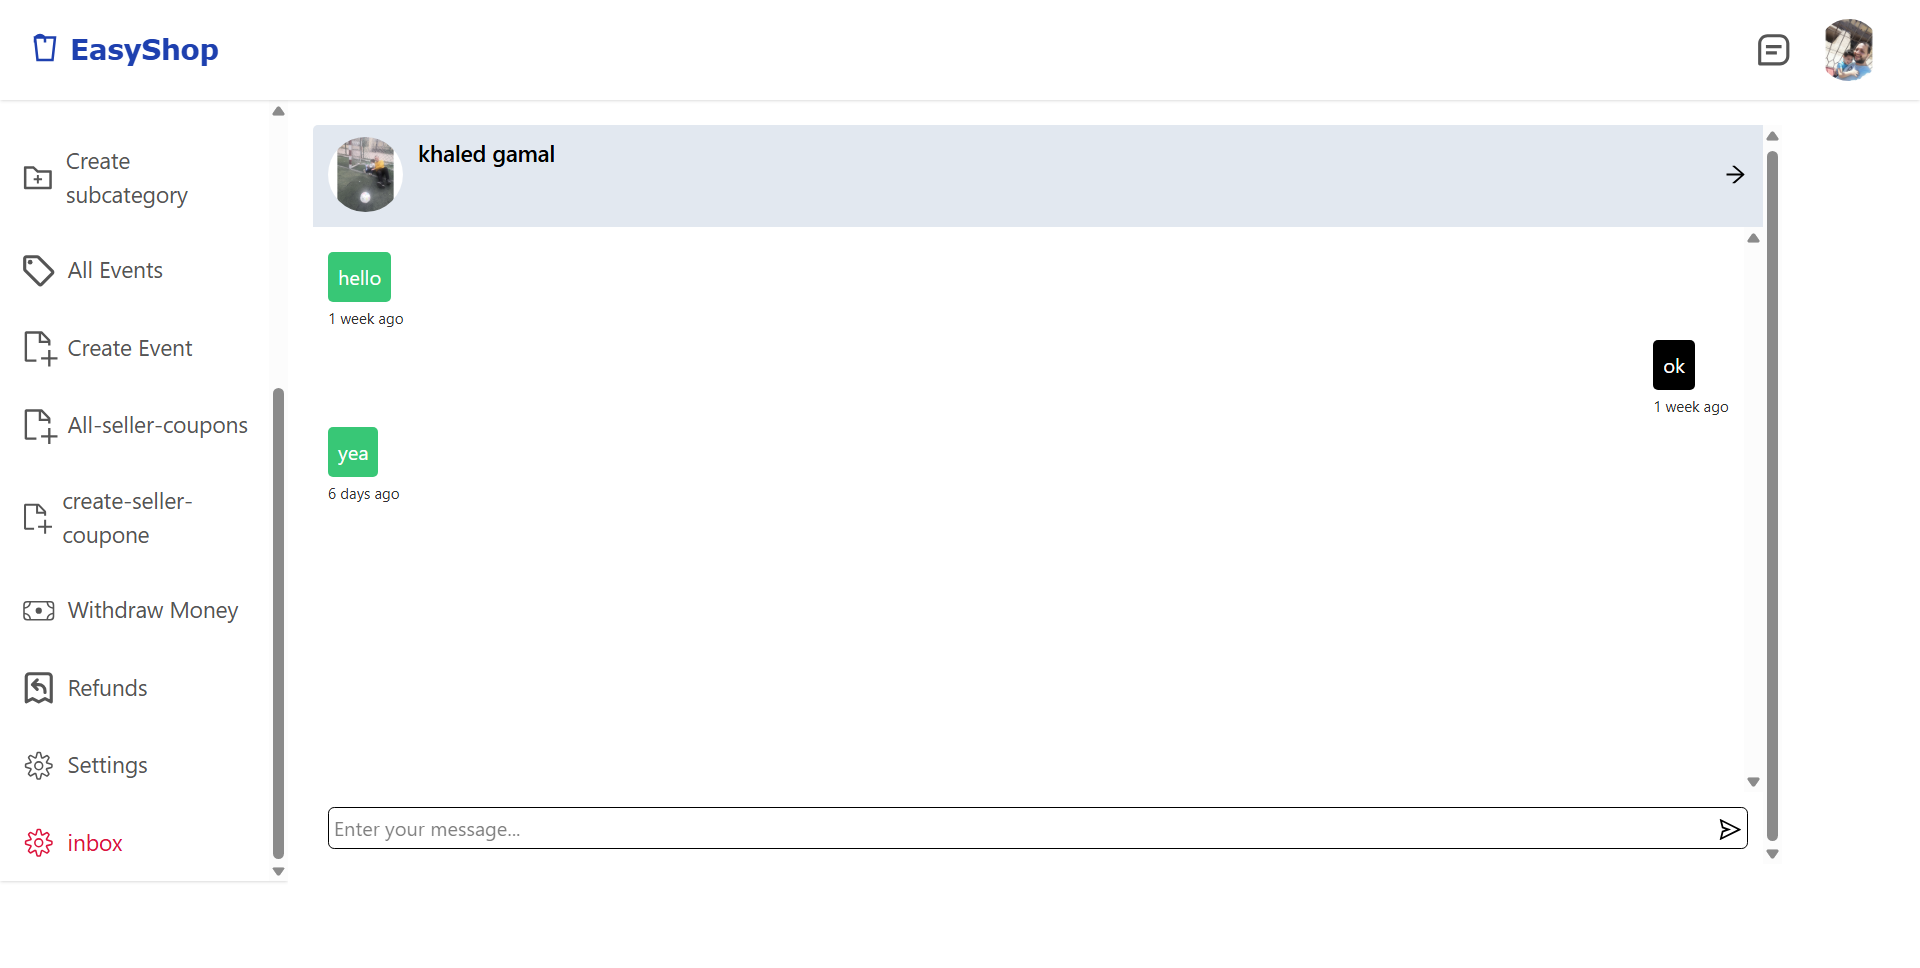 EasyShop
Create
subcategory
All Events
Create Event
All-seller-coupons
create-seller-
coupone
Withdraw Money
Refunds
Settings
inbox
khaled gamal
hello
1 week ago
ok
1 week ago
yea
6 days ago
Enter your message...